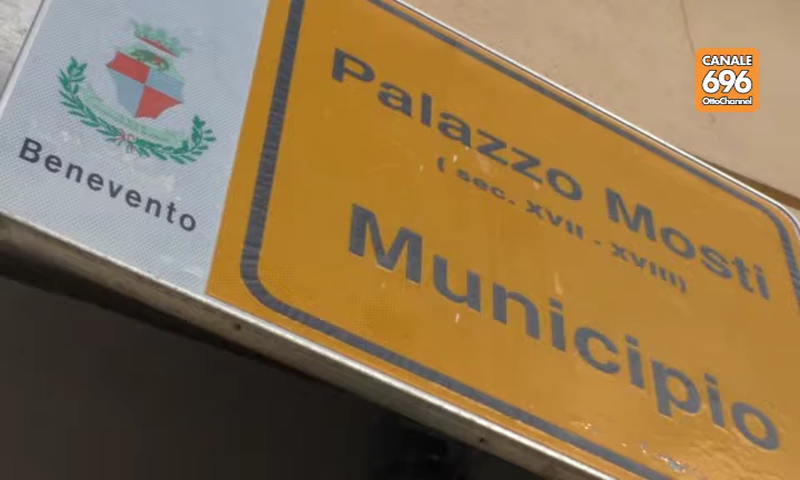 Benevento
Palazzo Mosti
( sec. XVII - XVIII)
Municipio
CANALE
696
OttoChannel